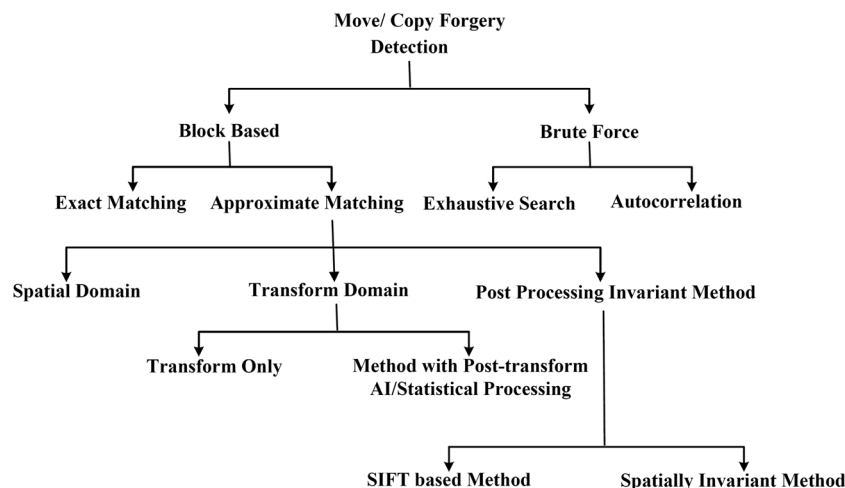 Move/ Copy Forgery
Detection
Block Based
Brute Force
Exact Matching
Approximate Matching
Exhaustive Search
Autocorrelation
Spatial Domain
Transform Domain
Post Processing Invariant Method
Transform Only
Method with Post-transform
AI/Statistical Processing
SIFT based Method
Spatially Invariant Method